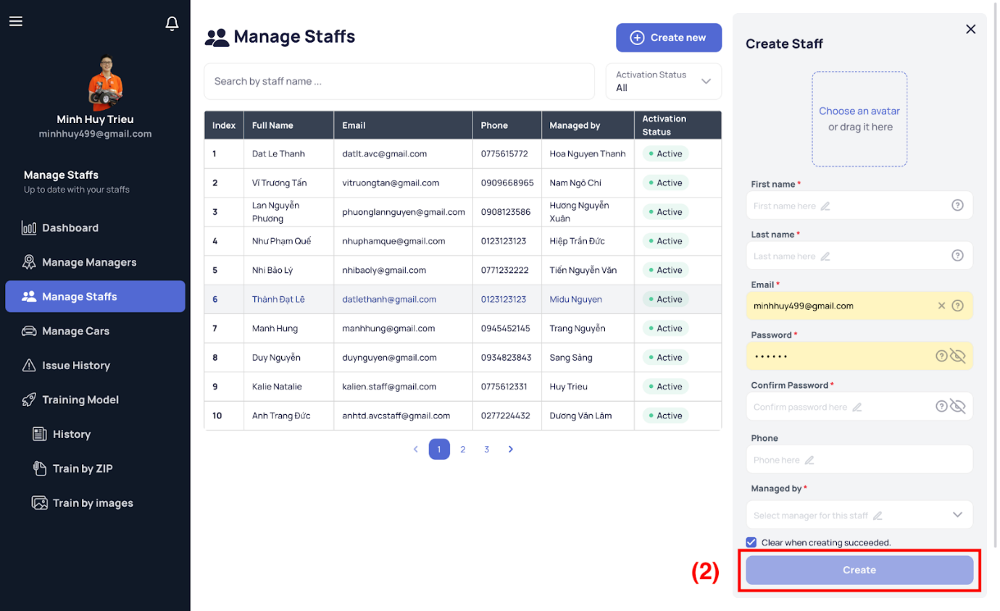 Minh Huy Trieu
minhhuy499@gmail.com
Manage Staffs
Up to date with your staffs
Dashboard
Manage Managers
Manage Staffs
Manage Cars
Issue History
Training Model
History
Train by ZIP
Train by images
Manage Staffs
Create new
Search by staff name ...
Activation Status
All
Index Full Name Email Phone Managed by Activation Status
1 Dat Le Thanh datlt.avc@gmail.com 0775615772 Hoa Nguyen Thanh Active
2 Vĩ Trương Tấn vitruongtan@gmail.com 0909668965 Nam Ngô Chí Active
3 Lan Nguyễn Phương phuonglannguyen@gmail.com 0908123586 Hương Nguyễn Xuân Active
4 Như Phạm Quế nhuphamque@gmail.com 0123123123 Hiệp Trần Đức Active
5 Nhi Bảo Lý nhibaoly@gmail.com 0771232222 Tiến Nguyễn Văn Active
6 Thành Đạt Lê datlethanh@gmail.com 0123123123 Midu Nguyen Active
7 Manh Hung manhhung@gmail.com 0945452145 Trang Nguyễn Active
8 Duy Nguyễn duynguyen@gmail.com 0934823843 Sang Sảng Active
9 Kalie Natalie kalien.staff@gmail.com 0775612331 Huy Trieu Active
10 Anh Trang Đức anhtd.avcstaff@gmail.com 0277224432 Dương Văn Lâm Active
1 2 3
Create Staff
Choose an avatar
or drag it here
First name *
First name here
Last name *
Last name here
Email *
minhhuy499@gmail.com
Password *
••••••
Confirm Password *
Confirm password here
Phone
Phone here
Managed by *
Select manager for this staff
Clear when creating succeeded.
(2)
Create